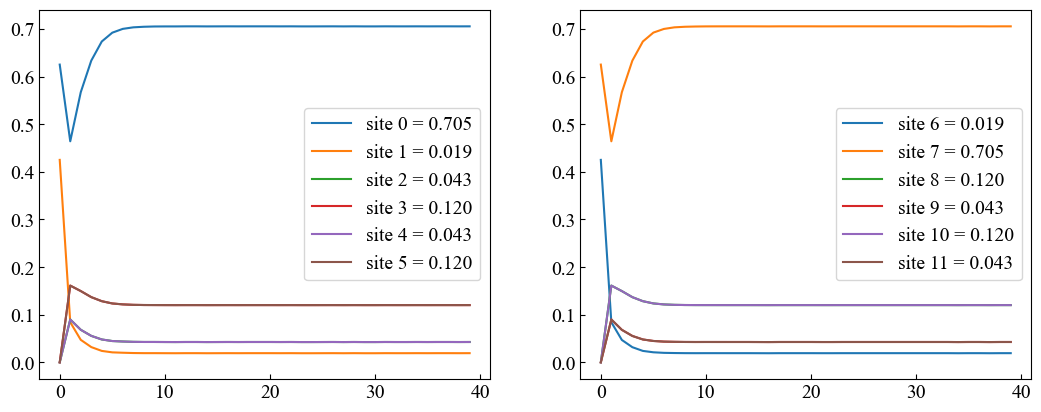 0.7
0.6
0.5
0.4
0.3
0.2
0.1
0.0
0
10
20
30
40
site 0 = 0.705
site 1 = 0.019
site 2 = 0.043
site 3 = 0.120
site 4 = 0.043
site 5 = 0.120
0.7
0.6
0.5
0.4
0.3
0.2
0.1
0.0
0
10
20
30
40
site 6 = 0.019
site 7 = 0.705
site 8 = 0.120
site 9 = 0.043
site 10 = 0.120
site 11 = 0.043